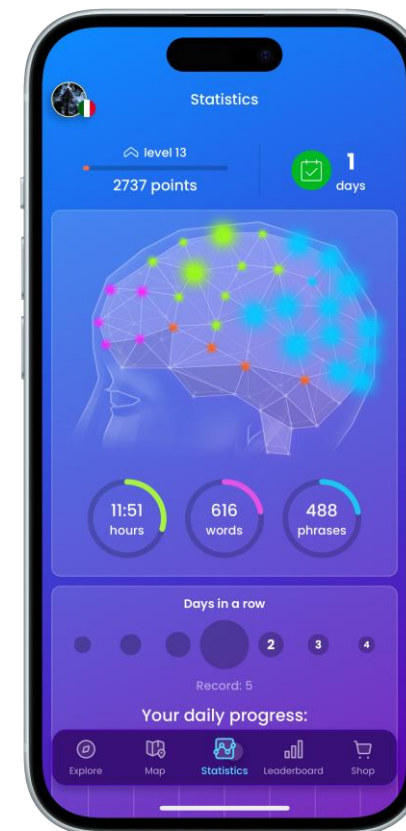 Statistics
level 13
2737 points
1
days
11:51
hours
616
words
488
phrases
Days in a row
2 3 4
Record: 5
Your daily progress:
Explore Map Statistics Leaderboard Shop